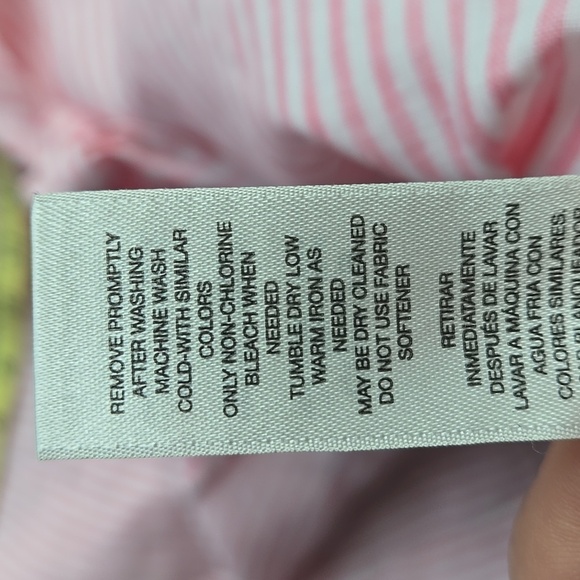 REMOVE PROMPTLY
AFTER WASHING
MACHINE WASH
COLD-WITH SIMILAR
COLORS
ONLY NON-CHLORINE
BLEACH WHEN
NEEDED
TUMBLE DRY LOW
WARM IRON AS
NEEDED
MAY BE DRY CLEANED
DO NOT USE FABRIC
SOFTENER
RETIRAR
INMEDIATAMENTE
DESPUÉS DE LAVAR
LAVAR A MÁQUINA CON
AGUA FRIA CON
COLORES SIMILARES,